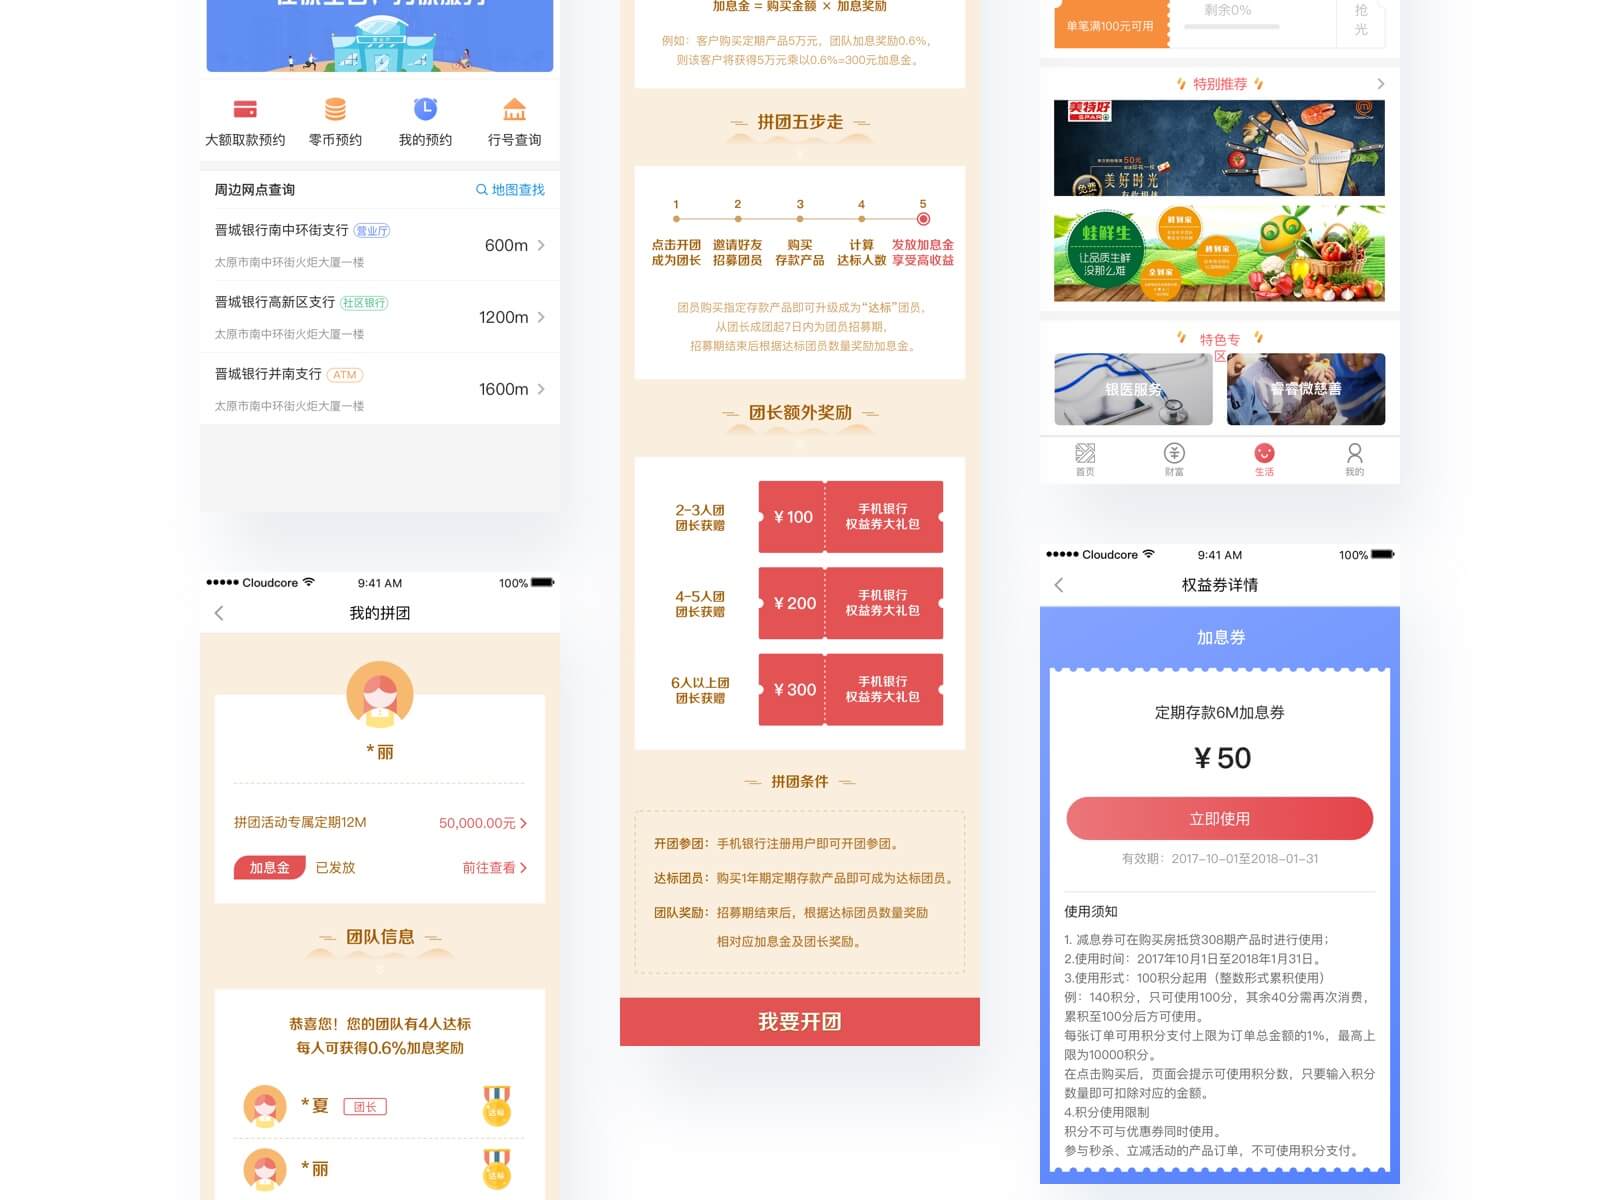 大额取款预约
零币预约
我的预约
行号查询
周边网点查询
地图查找
晋城银行南中环街支行 营业厅
600m
太原市南中环街火炬大厦一楼
晋城银行高新区支行 社区银行
1200m
太原市南中环街火炬大厦一楼
晋城银行并南支行 ATM
1600m
太原市南中环街火炬大厦一楼
Cloudcore 9:41 AM 100%
我的拼团
*丽
拼团活动专属定期12M 50,000.00元
加息金 已发放 前往查看
团队信息
恭喜您！您的团队有4人达标
每人可获得0.6%加息奖励
*夏 团长
达标
*丽
达标
加息金 = 购买金额 × 加息奖励
例如：客户购买定期产品5万元，团队加息奖励0.6%，
则该客户将获得5万元乘以0.6%=300元加息金。
拼团五步走
1 2 3 4 5
点击开团 邀请好友 购买 计算 发放加息金
成为团长 招募团员 存款产品 达标人数 享受高收益
团员购买指定存款产品即可升级成为“达标”团员，
从团长成团起7日内为团员招募期，
招募期结束后根据达标团员数量奖励加息金。
团长额外奖励
2-3人团
团长获赠
¥100
手机银行
权益券大礼包
4-5人团
团长获赠
¥200
手机银行
权益券大礼包
6人以上团
团长获赠
¥300
手机银行
权益券大礼包
拼团条件
开团参团：手机银行注册用户即可开团参团。
达标团员：购买1年期定期存款产品即可成为达标团员。
团队奖励：招募期结束后，根据达标团员数量奖励
相对应加息金及团长奖励。
我要开团
单笔满100元可用
剩余0%
抢
光
特别推荐
美特好
SPAR
免费
美好时光
蛙鲜生
让品质生鲜
没那么难
鲜到家
特色专
区
银医服务
睿睿微慈善
首页
财富
生活
我的
Cloudcore 9:41 AM 100%
权益券详情
加息券
定期存款6M加息券
¥50
立即使用
有效期：2017-10-01至2018-01-31
使用须知
1. 减息券可在购买房抵贷308期产品时进行使用；
2.使用时间：2017年10月1日至2018年1月31日。
3.使用形式：100积分起用（整数形式累积使用）
例：140积分，只可使用100分，其余40分需再次消费，
累积至100分后方可使用。
每张订单可用积分支付上限为订单总金额的1%，最高上
限为10000积分。
在点击购买后，页面会提示可使用积分数，只要输入积分
数量即可扣除对应的金额。
4.积分使用限制
积分不可与优惠券同时使用。
参与秒杀、立减活动的产品订单，不可使用积分支付。